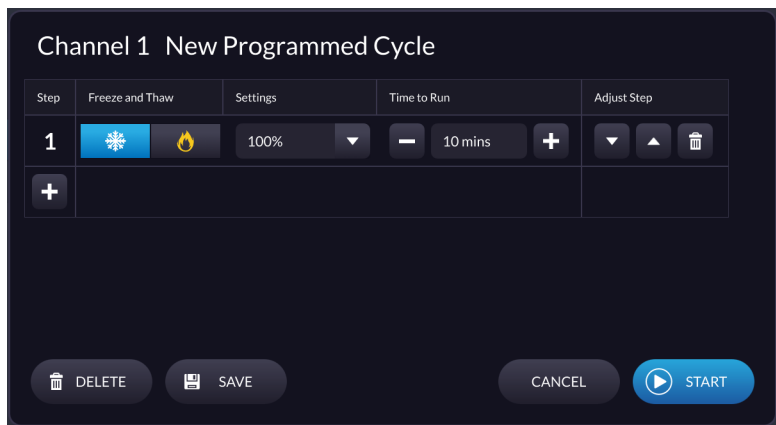 Channel 1 New Programmed Cycle
Step Freeze and Thaw Settings Time to Run Adjust Step
1 100% 10 mins
DELETE SAVE CANCEL START